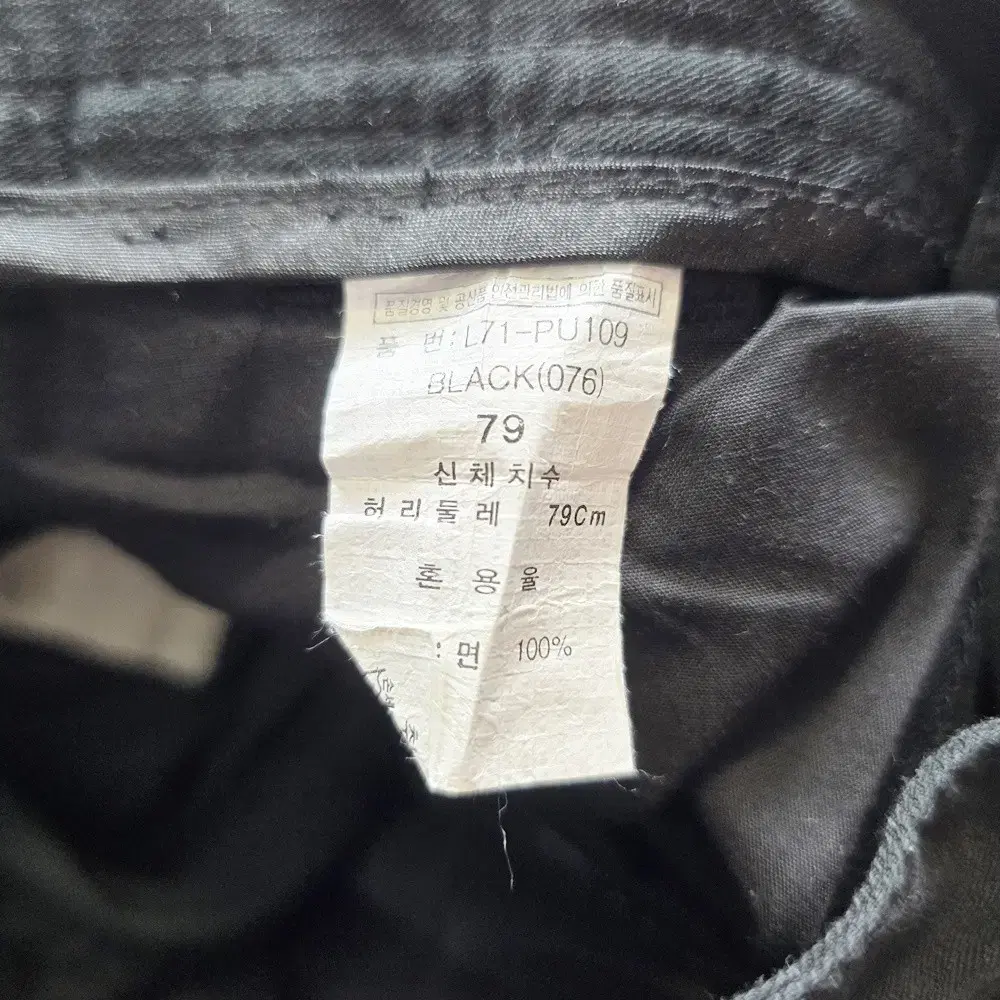 품질경영 및 공산품 안전관리법에 의한 품질표시
품 번: L71-PU109
BLACK(076)
79
신체치수
허리둘레 79Cm
혼용율
: 면 100%